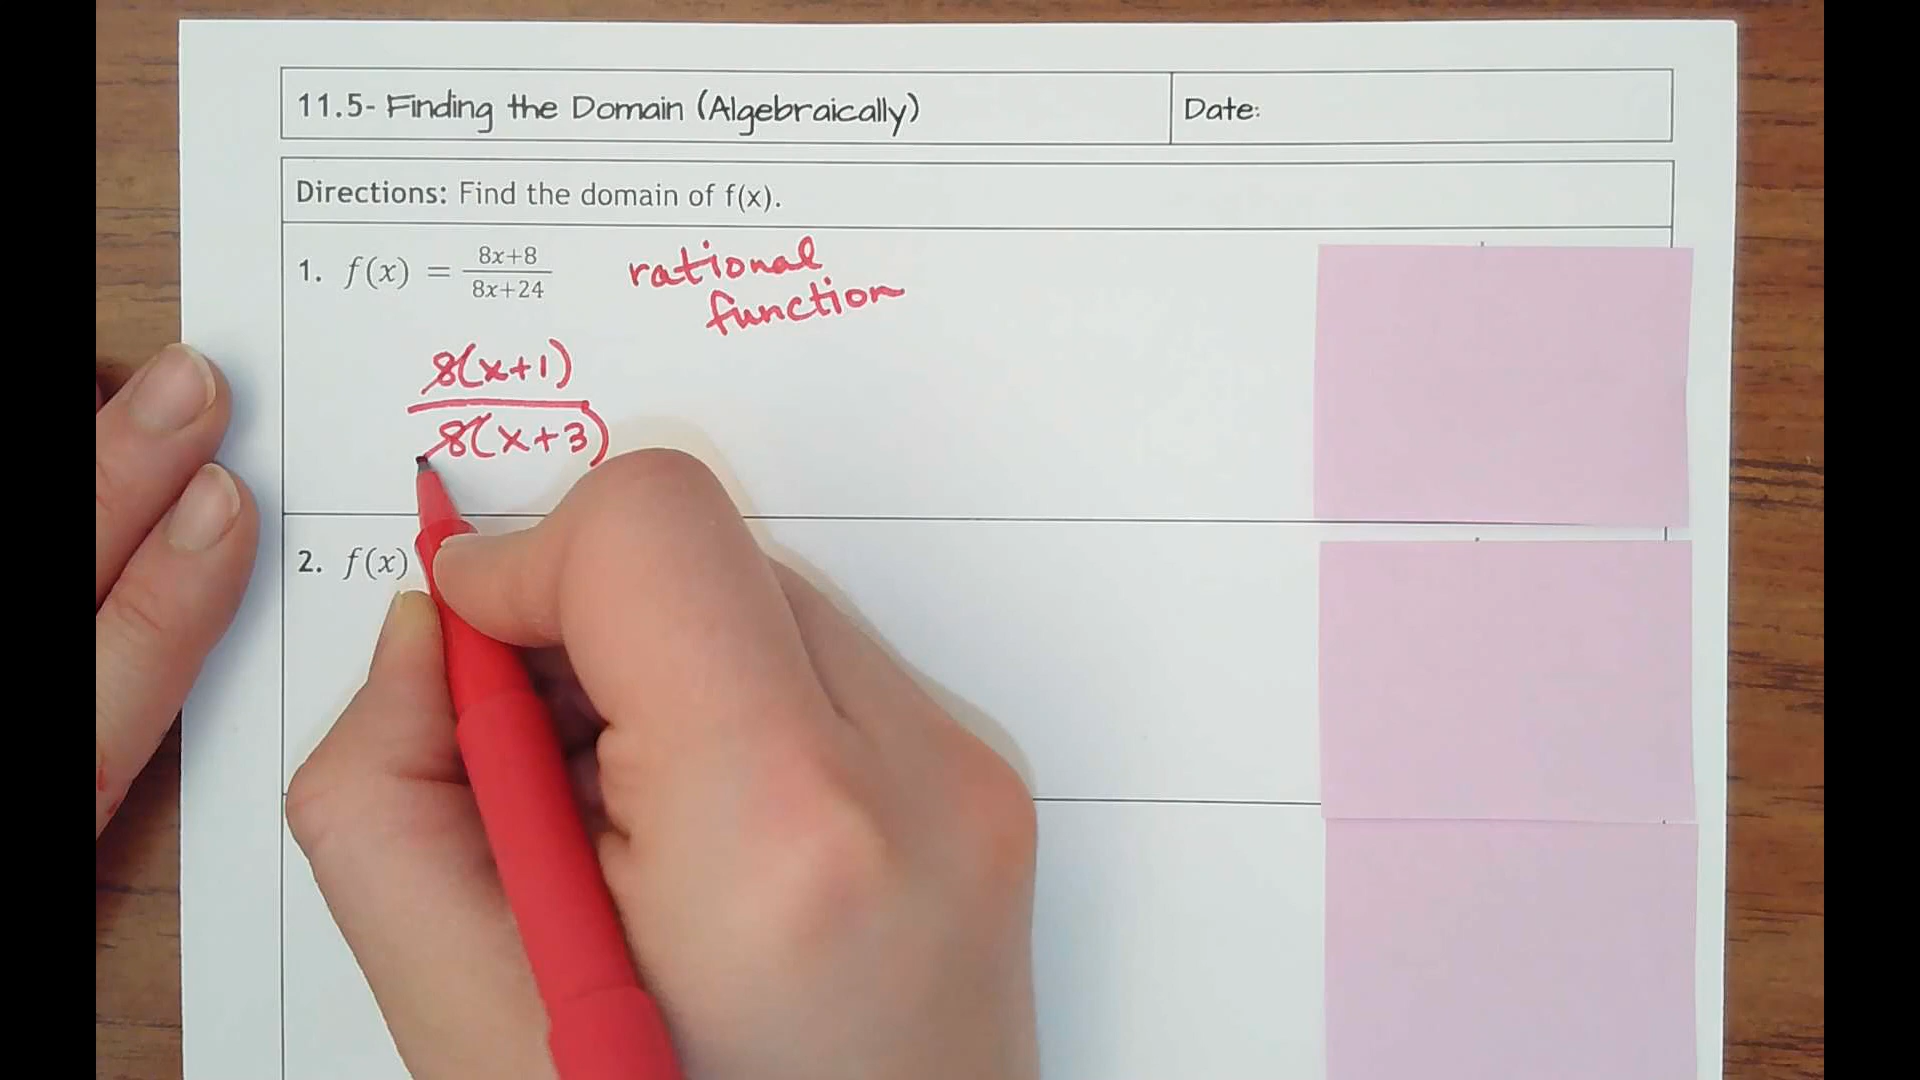 11.5- Finding the Domain (Algebraically)
Date:
Directions: Find the domain of f(x).
1. f(x) = 8x+8
8x+24
rational
function
8(x+1)
8(x+3)
2. f(x)